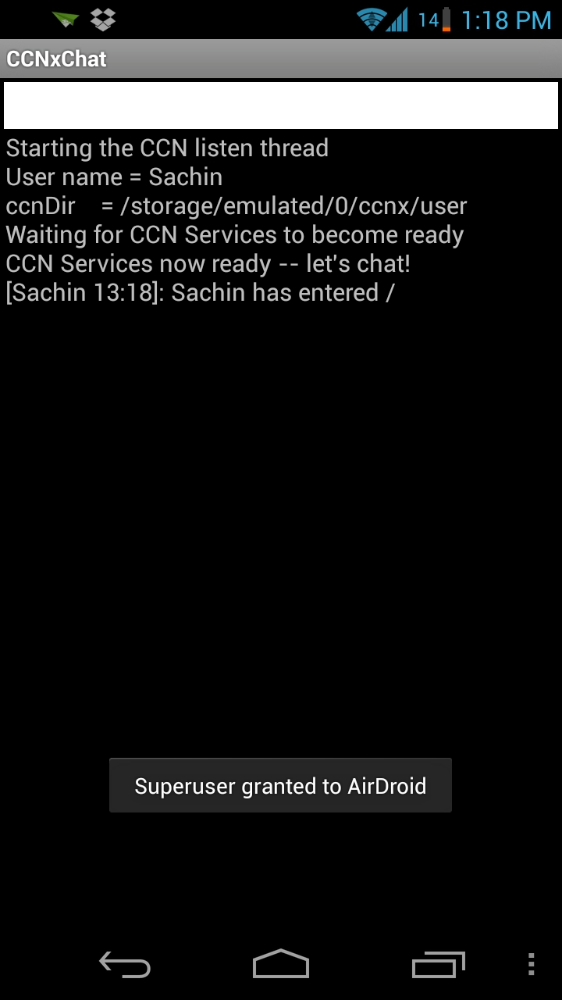 14 1:18 PM
CCNxChat
Starting the CCN listen thread
User name = Sachin
ccnDir    = /storage/emulated/0/ccnx/user
Waiting for CCN Services to become ready
CCN Services now ready -- let's chat!
[Sachin 13:18]: Sachin has entered /
Superuser granted to AirDroid